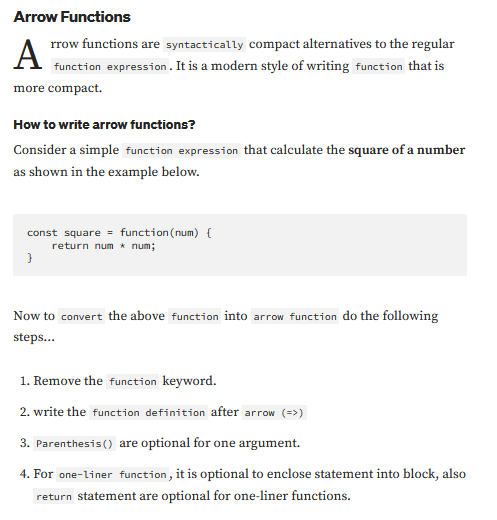 Arrow Functions
Arrow functions are syntactically compact alternatives to the regular
function expression. It is a modern style of writing function that is
more compact.
How to write arrow functions?
Consider a simple function expression that calculate the square of a number
as shown in the example below.
const square = function(num) {
    return num * num;
}
Now to convert the above function into arrow function do the following
steps...
1. Remove the function keyword.
2. write the function definition after arrow (=>)
3. Parenthesis() are optional for one argument.
4. For one-liner function, it is optional to enclose statement into block, also
return statement are optional for one-liner functions.